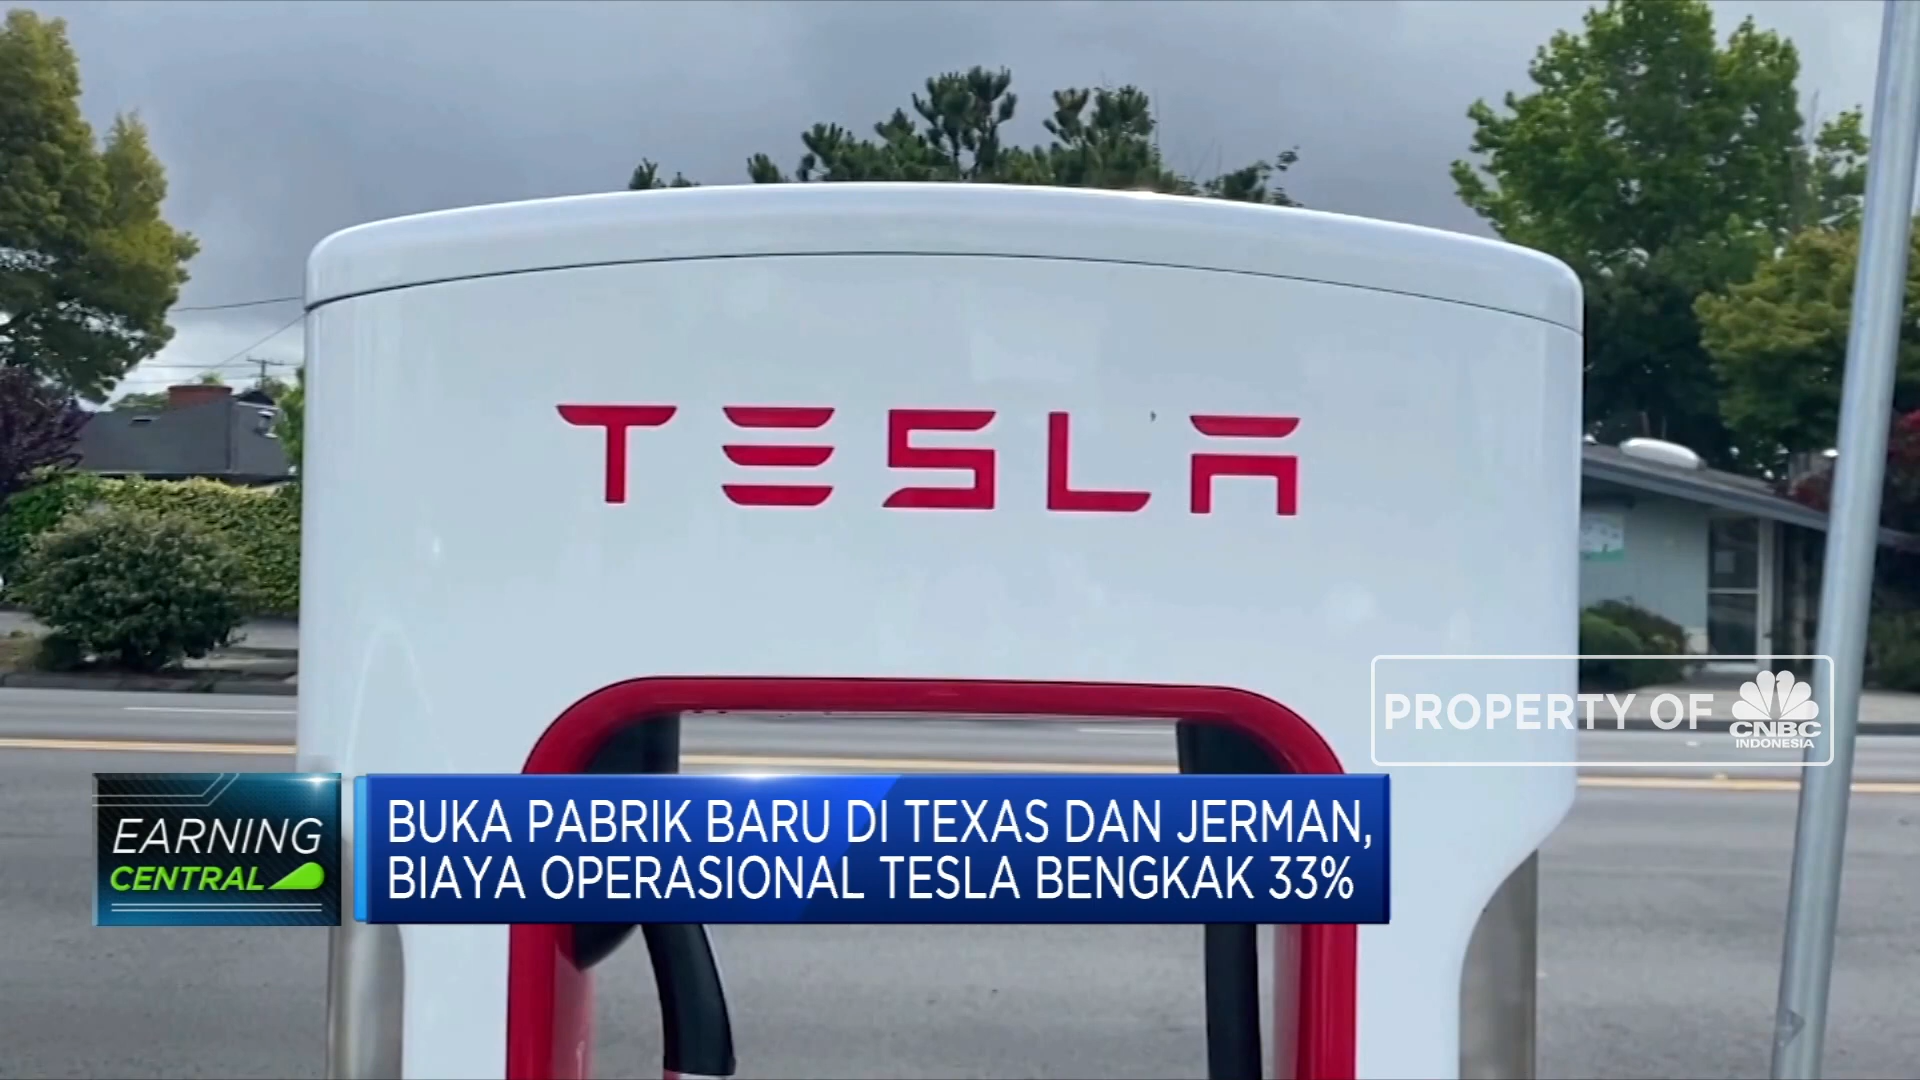 TESLA
PROPERTY OF CNBC
INDONESIA
EARNING
CENTRAL
BUKA PABRIK BARU DI TEXAS DAN JERMAN,
BIAYA OPERASIONAL TESLA BENGKAK 33%